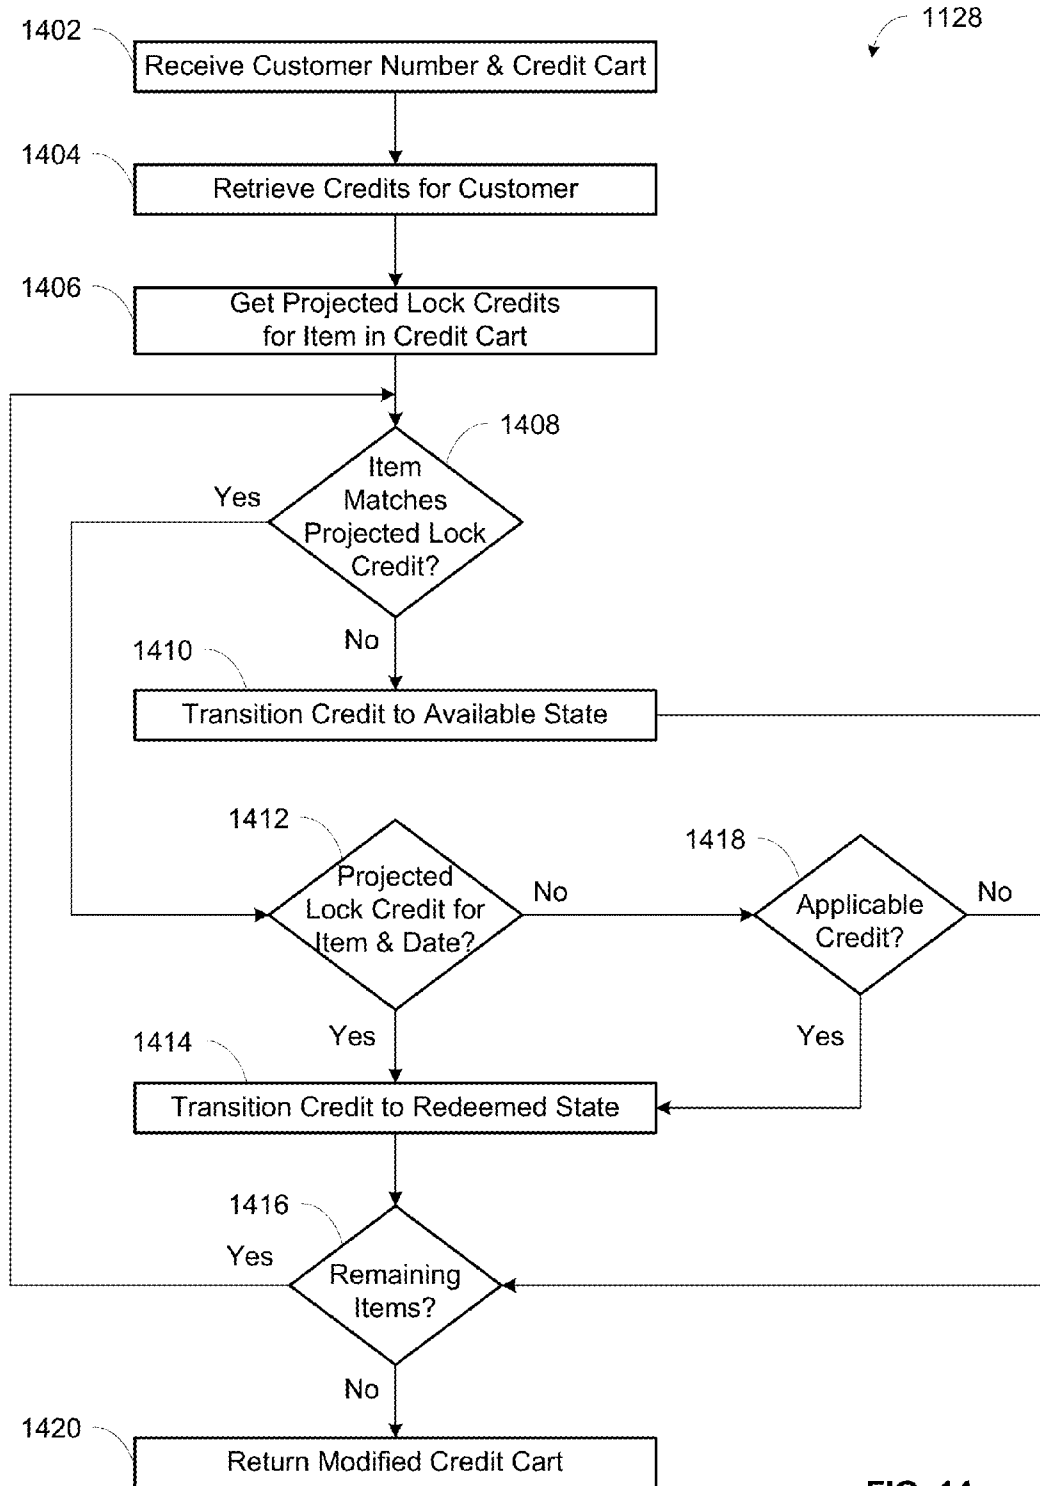 1128
1402
Receive Customer Number & Credit Cart
1404
Retrieve Credits for Customer
1406
Get Projected Lock Credits
for Item in Credit Cart
1408
Item
Matches
Projected Lock
Credit?
Yes
No
1410
Transition Credit to Available State
1412
Projected
Lock Credit for
Item & Date?
No
1418
Applicable
Credit?
No
Yes
Yes
1414
Transition Credit to Redeemed State
1416
Remaining
Items?
Yes
No
1420
Return Modified Credit Cart
FIG. 14